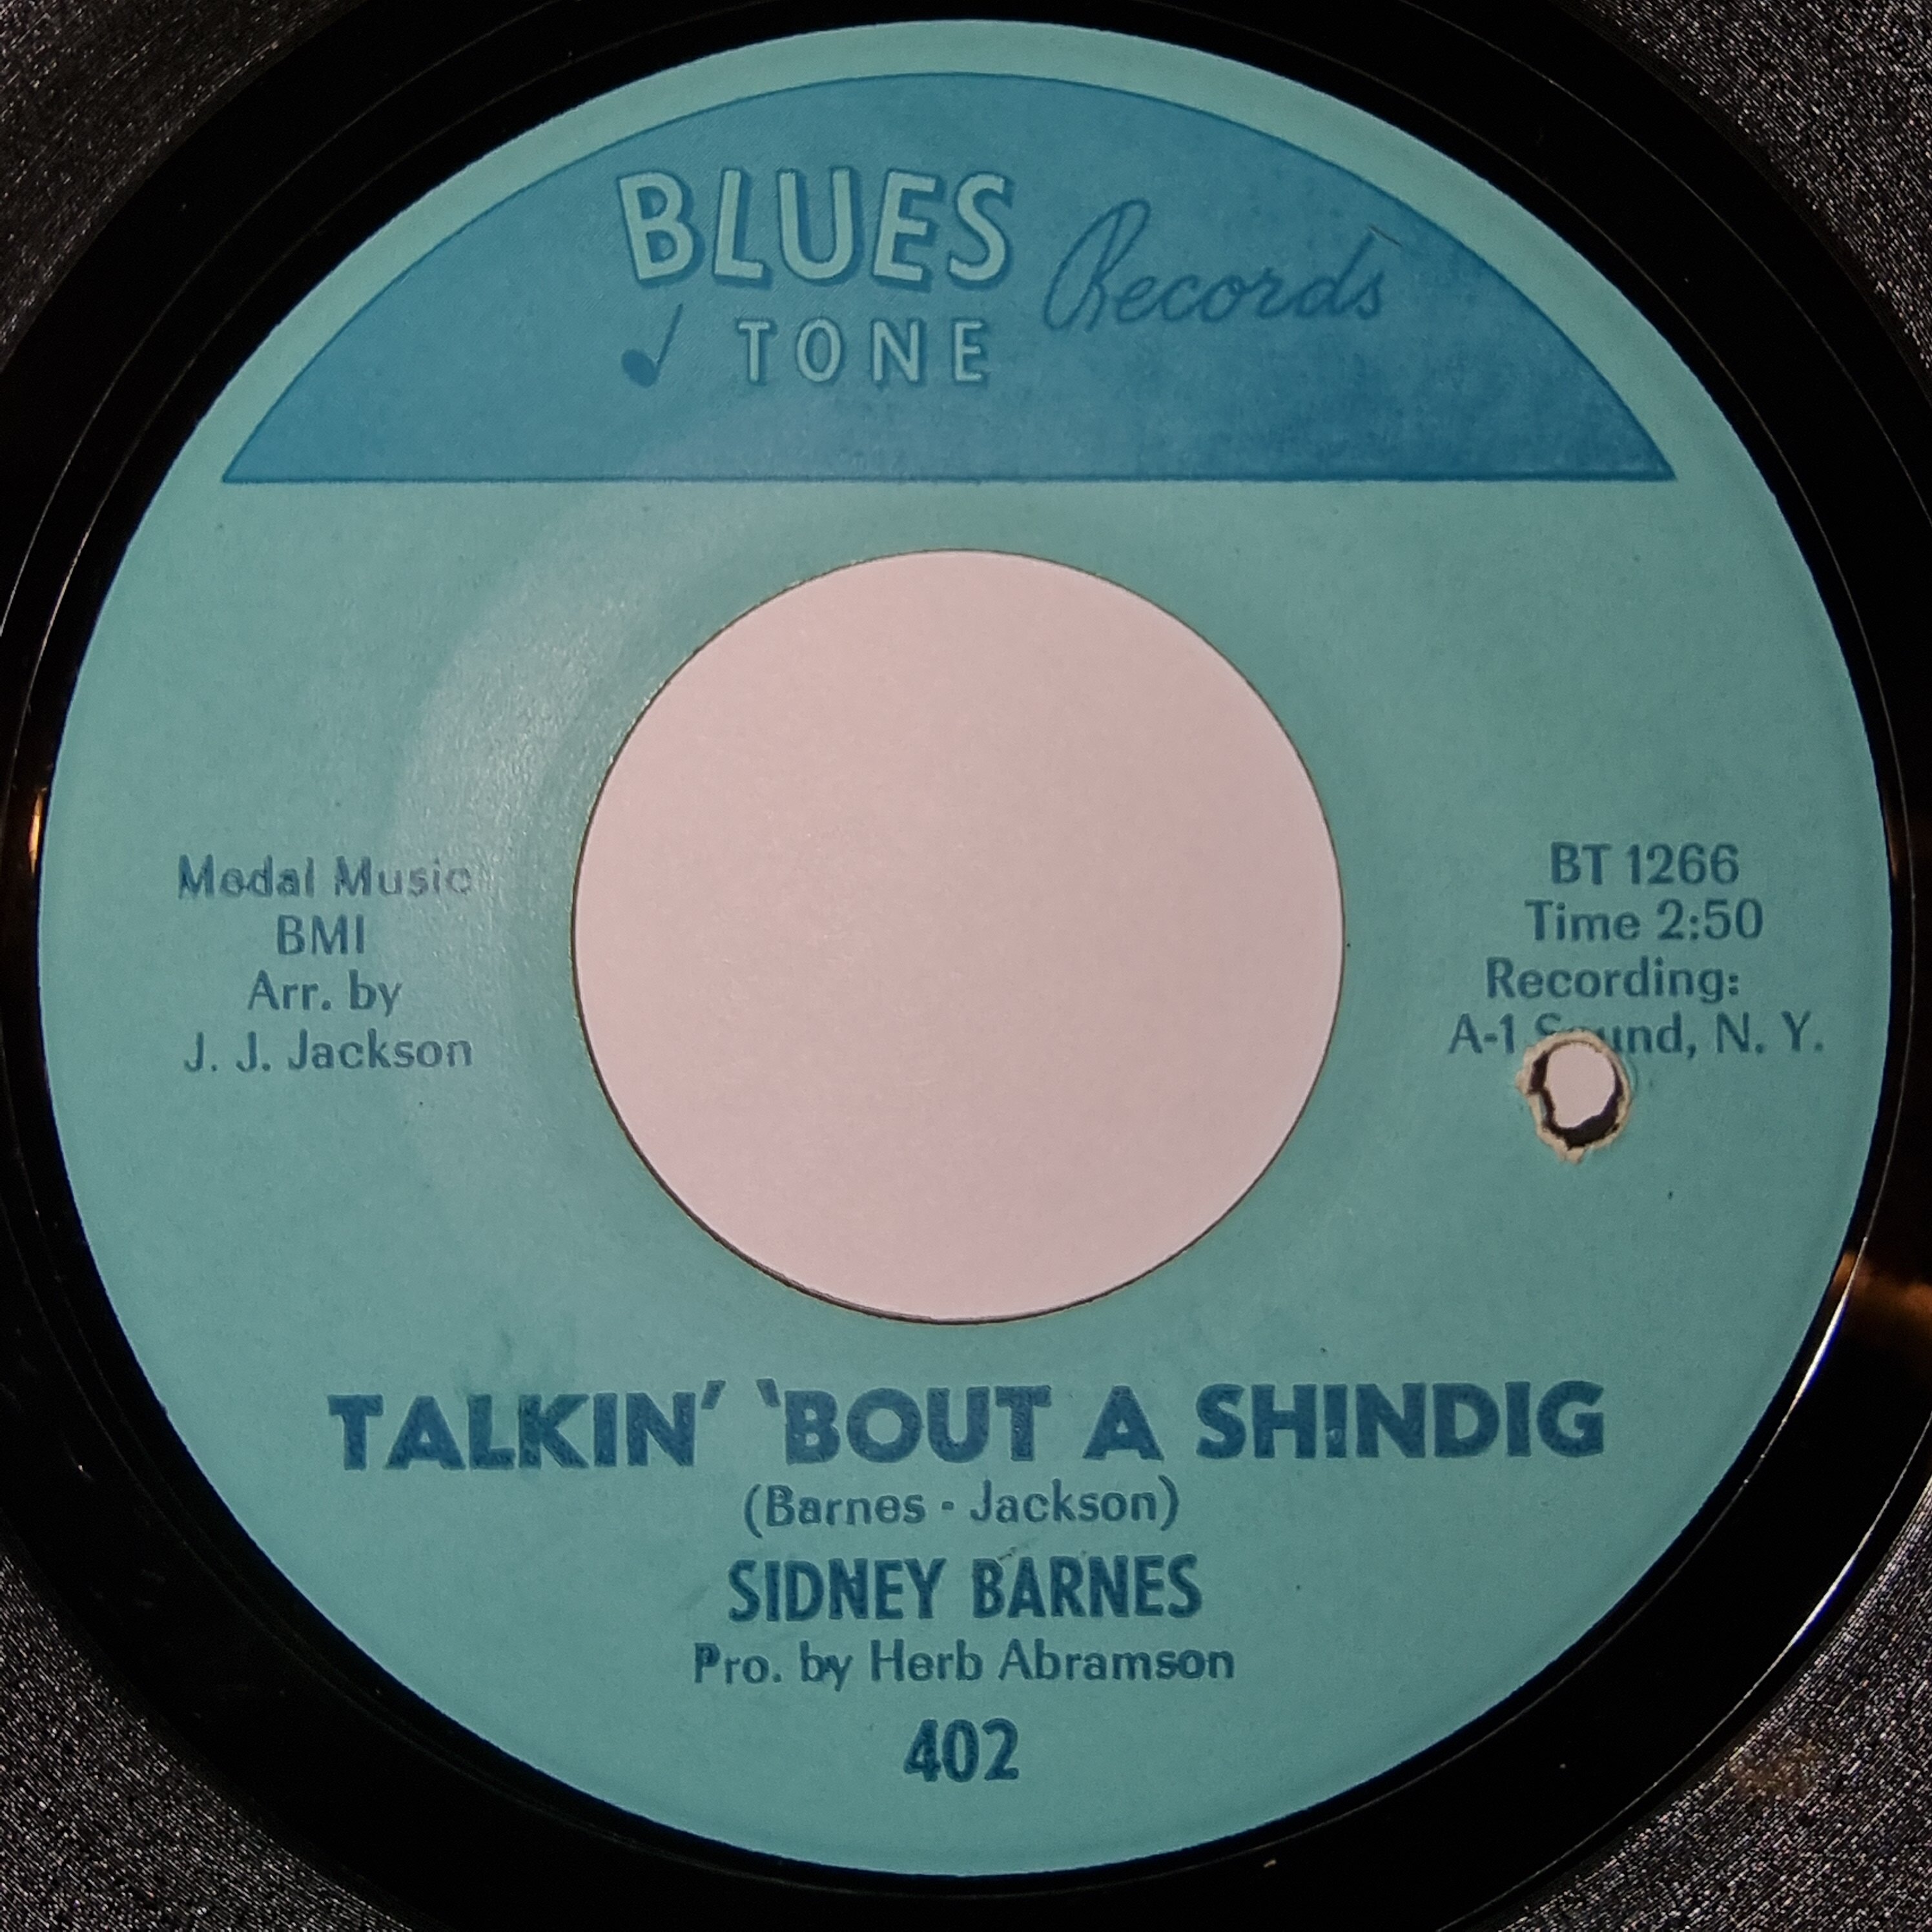 BLUES Records
TONE
Modal Music
BMI
Arr. by
J. J. Jackson
BT 1266
Time 2:50
Recording:
A-1 Sound, N. Y.
TALKIN' 'BOUT A SHINDIG
(Barnes - Jackson)
SIDNEY BARNES
Pro. by Herb Abramson
402